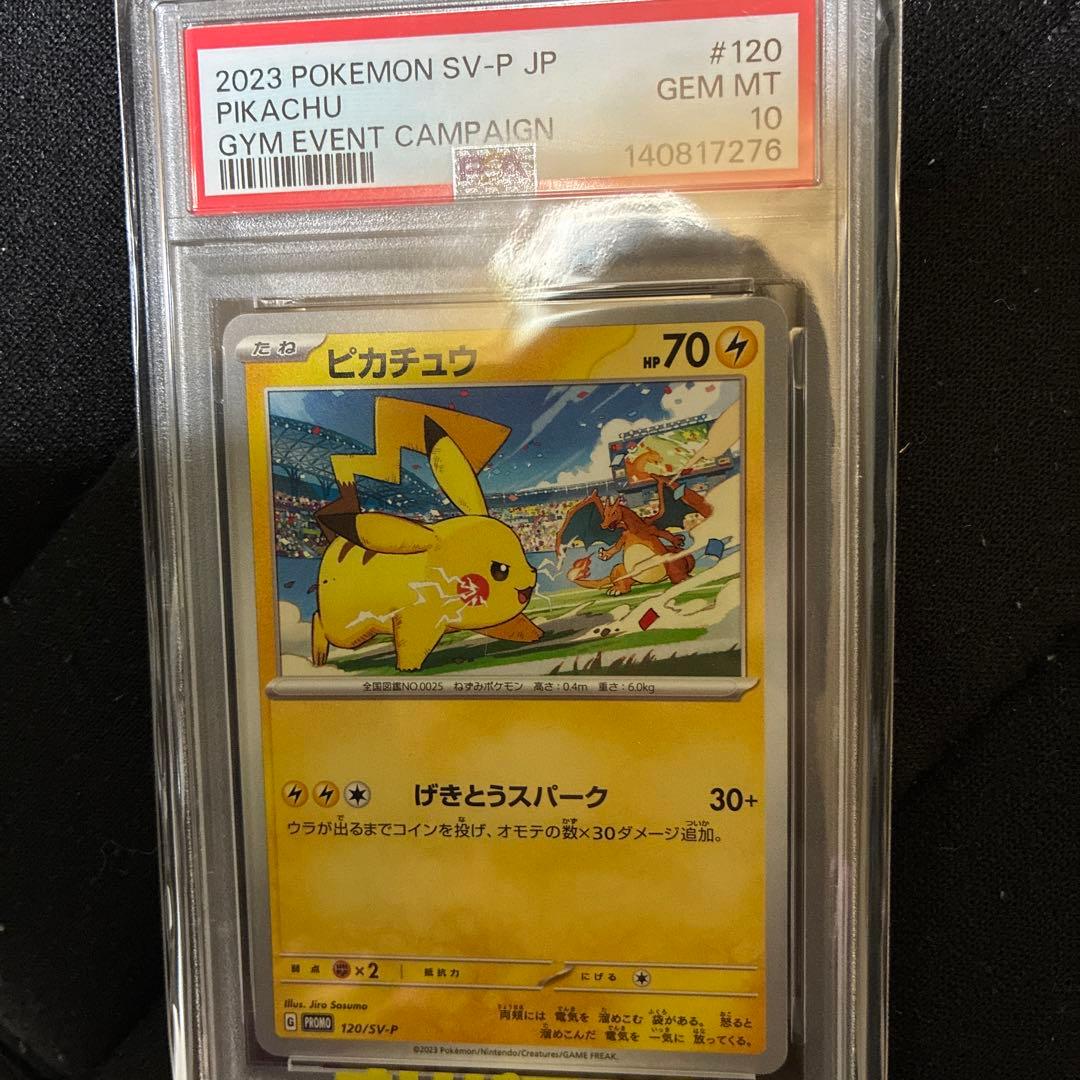 2023 POKEMON SV-P JP #120
PIKACHU GEM MT
GYM EVENT CAMPAIGN 10
140817276
PSA
たね ピカチュウ HP 70
全国図鑑NO.0025 ねずみポケモン 高さ:0.4m 重さ:6.0kg
げきとうスパーク 30+
ウラが出るまでコインを投げ、オモテの数×30ダメージ追加。
弱点 ×2 抵抗力 にげる
Illus. Jiro Sasumo
G PROMO 120/SV-P
両頬には 電気を 溜めこむ 袋がある。 怒ると
溜めこんだ 電気を 一気に 放ってくる。
©2023 Pokémon/Nintendo/Creatures/GAME FREAK.